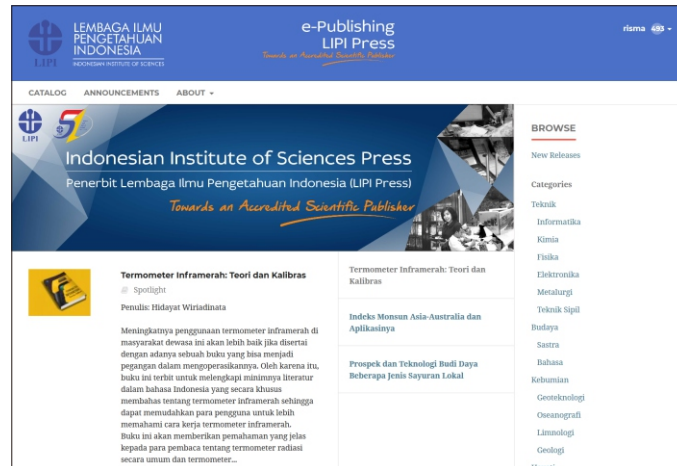 LEMBAGA ILMU
PENGETAHUAN
INDONESIA
INDONESIAN INSTITUTE OF SCIENCES
LIPI
e-Publishing
LIPI Press
Towards an Accredited Scientific Publisher
risma 493
CATALOG ANNOUNCEMENTS ABOUT
LIPI
Indonesian Institute of Sciences Press
Penerbit Lembaga Ilmu Pengetahuan Indonesia (LIPI Press)
Towards an Accredited Scientific Publisher
Termometer Inframerah: Teori dan Kalibras
Spotlight
Penulis: Hidayat Wiriadinata
Meningkatnya penggunaan termometer inframerah di
masyarakat dewasa ini akan lebih baik jika disertai
dengan adanya sebuah buku yang bisa menjadi
pegangan dalam mengoperasikannya. Oleh karena itu,
buku ini terbit untuk melengkapi minimnya literatur
dalam bahasa Indonesia yang secara khusus
membahas tentang termometer inframerah sehingga
dapat memudahkan para pengguna untuk lebih
memahami cara kerja termometer inframerah.
Buku ini akan memberikan pemahaman yang jelas
kepada para pembaca tentang termometer radiasi
secara umum dan termometer...
Termometer Inframerah: Teori dan
Kalibras
Indeks Monsun Asia-Australia dan
Aplikasinya
Prospek dan Teknologi Budi Daya
Beberapa Jenis Sayuran Lokal
BROWSE
New Releases
Categories
Teknik
Informatika
Kimia
Fisika
Elektronika
Metalurgi
Teknik Sipil
Budaya
Sastra
Bahasa
Kebumian
Geoteknologi
Oseanografi
Limnologi
Geologi